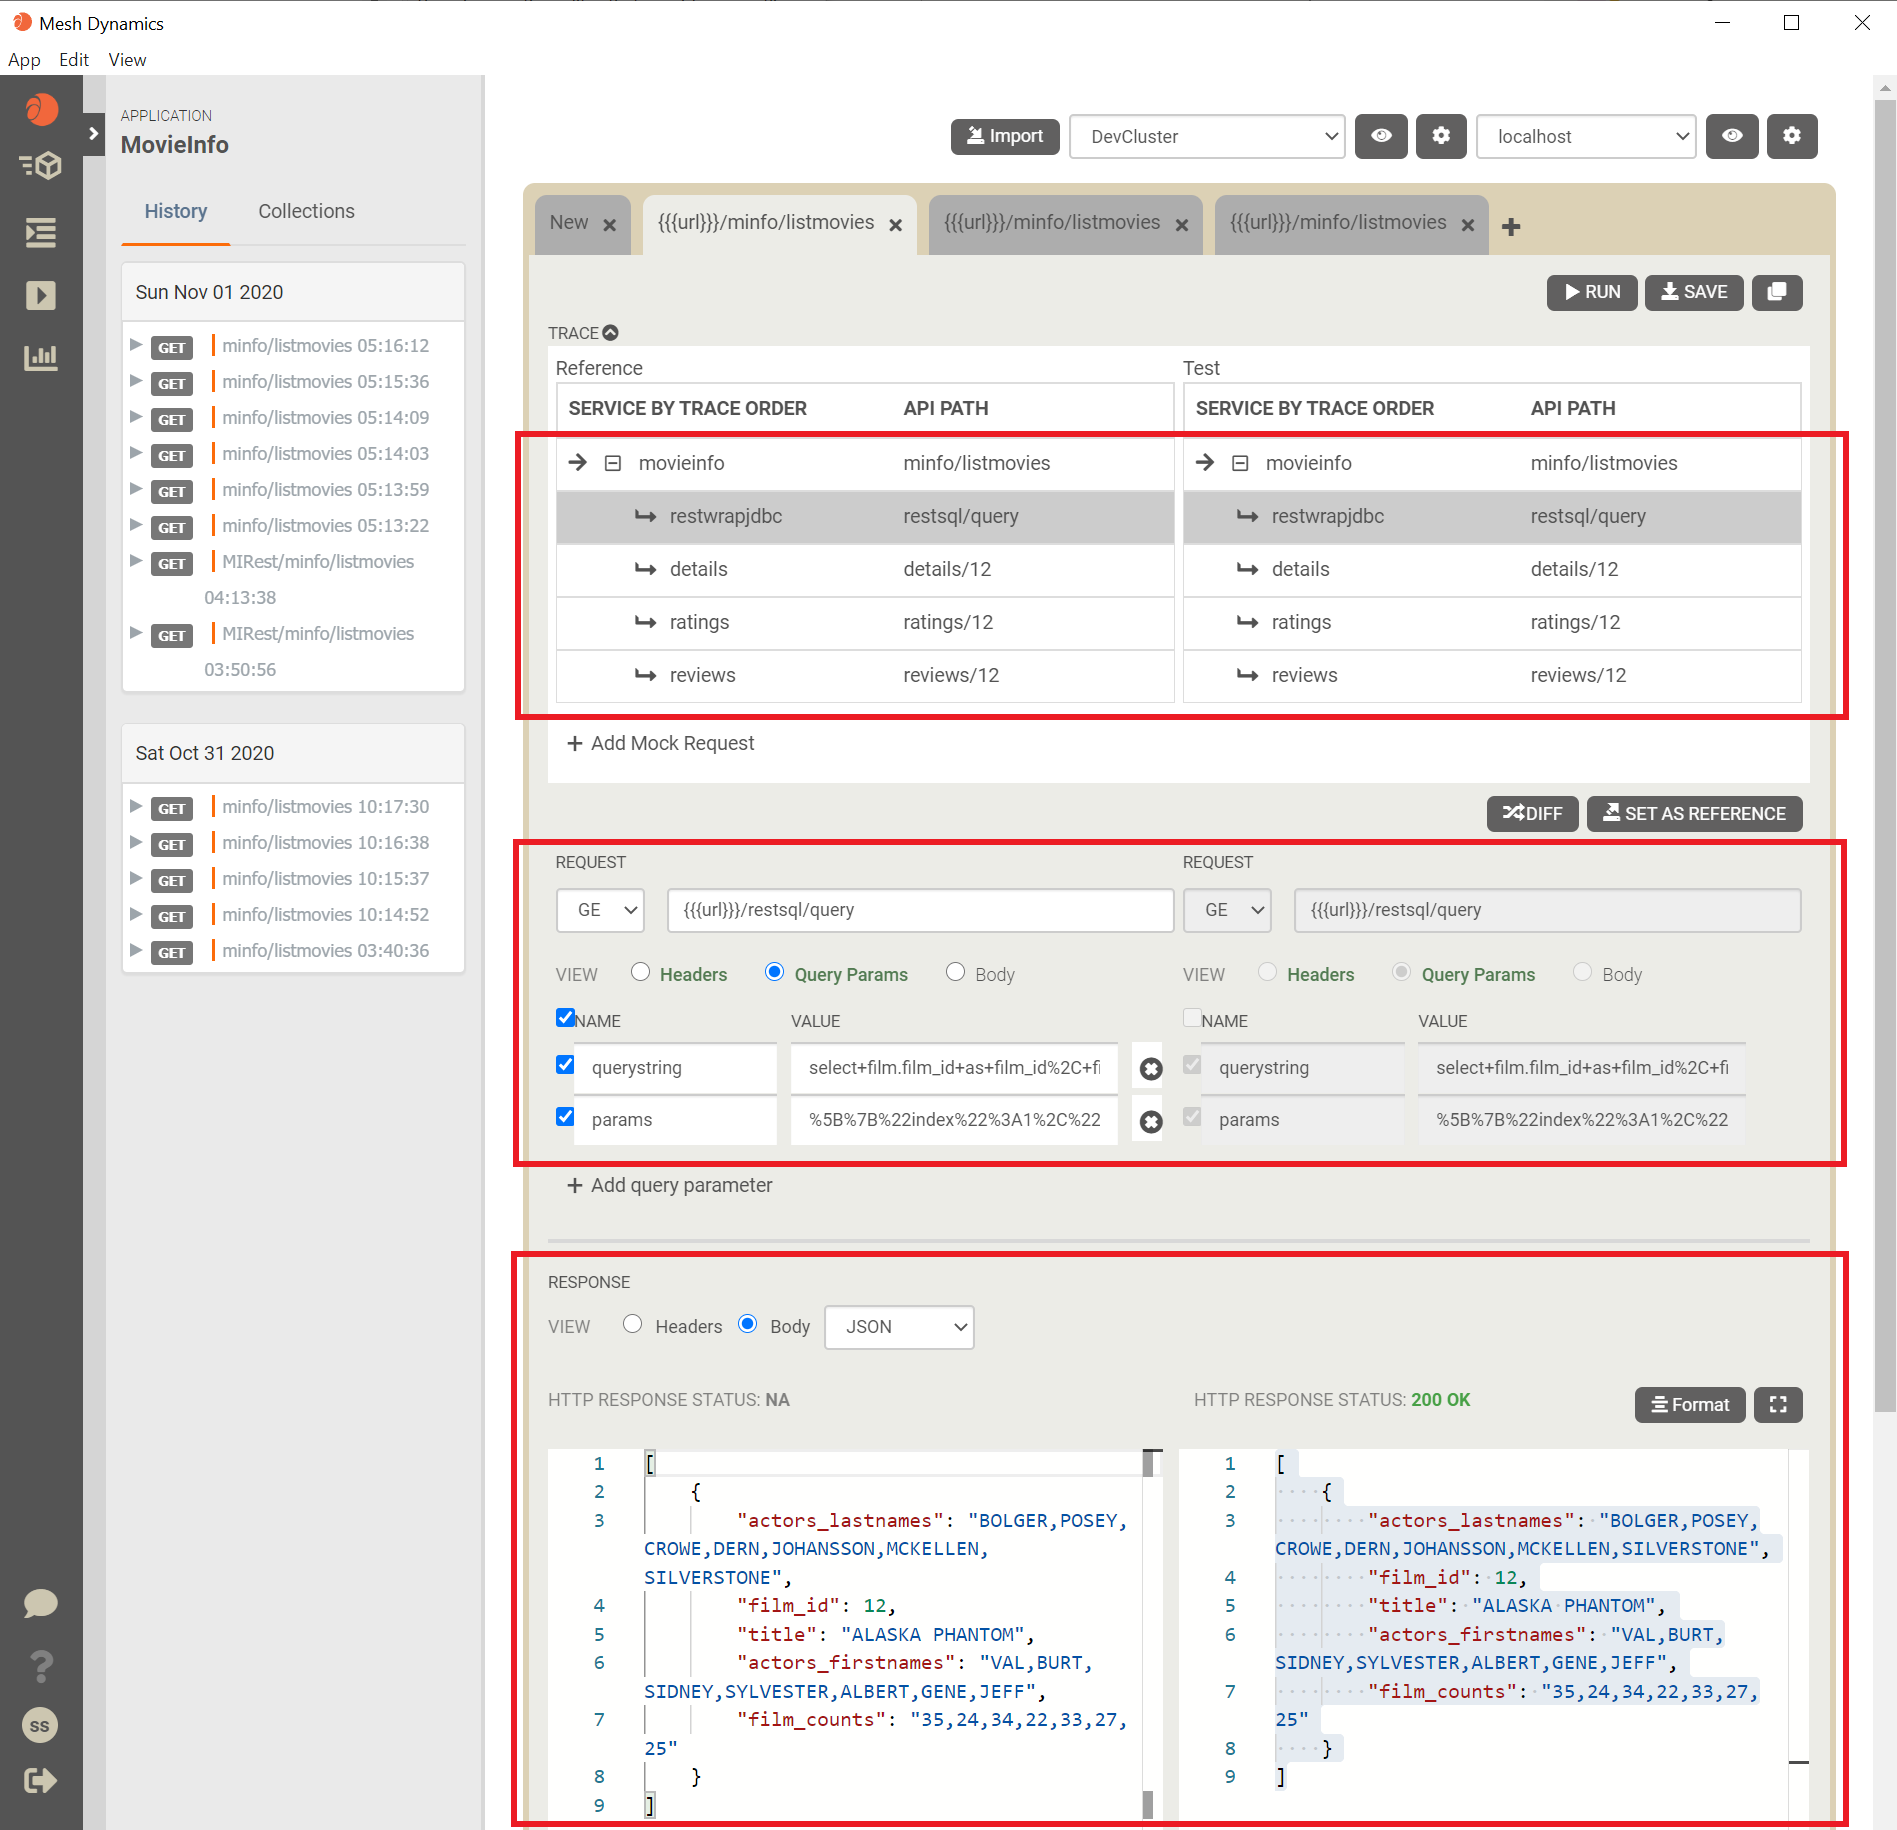 Mesh Dynamics
App Edit View
APPLICATION
MovieInfo
History Collections
Sun Nov 01 2020
GET minfo/listmovies 05:16:12
GET minfo/listmovies 05:15:36
GET minfo/listmovies 05:14:09
GET minfo/listmovies 05:14:03
GET minfo/listmovies 05:13:59
GET minfo/listmovies 05:13:22
GET MIRest/minfo/listmovies
04:13:38
GET MIRest/minfo/listmovies
03:50:56
Sat Oct 31 2020
GET minfo/listmovies 10:17:30
GET minfo/listmovies 10:16:38
GET minfo/listmovies 10:15:37
GET minfo/listmovies 10:14:52
GET minfo/listmovies 03:40:36
SS
Import DevCluster localhost
New {{{url}}}/minfo/listmovies {{{url}}}/minfo/listmovies {{{url}}}/minfo/listmovies
RUN SAVE
TRACE
Reference Test
SERVICE BY TRACE ORDER API PATH SERVICE BY TRACE ORDER API PATH
movieinfo minfo/listmovies movieinfo minfo/listmovies
restwrapjdbc restsql/query restwrapjdbc restsql/query
details details/12 details details/12
ratings ratings/12 ratings ratings/12
reviews reviews/12 reviews reviews/12
+ Add Mock Request
DIFF SET AS REFERENCE
REQUEST REQUEST
GE {{{url}}}/restsql/query GE {{{url}}}/restsql/query
VIEW Headers Query Params Body VIEW Headers Query Params Body
NAME VALUE NAME VALUE
querystring select+film.film_id+as+film_id%2C+fi querystring select+film.film_id+as+film_id%2C+fi
params %5B%7B%22index%22%3A1%2C%22 params %5B%7B%22index%22%3A1%2C%22
+ Add query parameter
RESPONSE
VIEW Headers Body JSON
HTTP RESPONSE STATUS: NA HTTP RESPONSE STATUS: 200 OK Format
1 [
2 {
3 "actors_lastnames": "BOLGER,POSEY,
CROWE,DERN,JOHANSSON,MCKELLEN,
SILVERSTONE",
4 "film_id": 12,
5 "title": "ALASKA PHANTOM",
6 "actors_firstnames": "VAL,BURT,
SIDNEY,SYLVESTER,ALBERT,GENE,JEFF",
7 "film_counts": "35,24,34,22,33,27,
25"
8 }
9 ]
1 [
2 {
3 "actors_lastnames": "BOLGER,POSEY,
CROWE,DERN,JOHANSSON,MCKELLEN,SILVERSTONE",
4 "film_id": 12,
5 "title": "ALASKA PHANTOM",
6 "actors_firstnames": "VAL,BURT,
SIDNEY,SYLVESTER,ALBERT,GENE,JEFF",
7 "film_counts": "35,24,34,22,33,27,
25"
8 }
9 ]